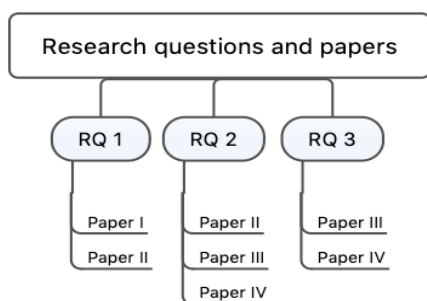 Research questions and papers
RQ 1
RQ 2
RQ 3
Paper I
Paper II
Paper II
Paper III
Paper IV
Paper III
Paper IV